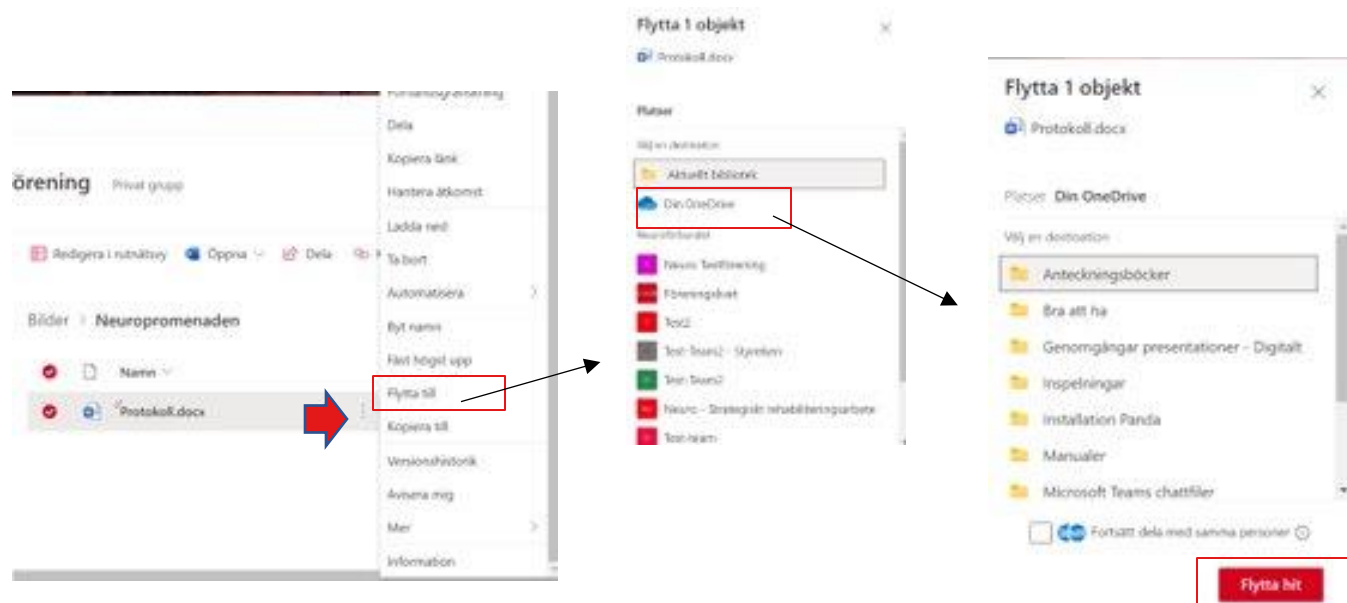 Dela
Kopiera länk
Hantera åtkomst
Ladda ned
Ta bort
Automatisera
Byt namn
Fäst högst upp
Flytta till
Kopiera till
Versionshistorik
Avisera mig
Mer
Information
örening Privat grupp
Redigera i rutnätsvy Öppna Dela
Bilder > Neuropromenaden
Namn
Protokoll.docx
Flytta 1 objekt
Protokoll.docx
Platser
Välj en destination
Aktuellt bibliotek
Din OneDrive
Neuroförbundet
Neuro Testförening
Test2
Test-Team2 - Styrelsen
Test-Team2
Neuro - Strategiskt rehabiliteringsarbete
Test-team
Flytta 1 objekt
Protokoll.docx
Platser Din OneDrive
Välj en destination
Anteckningsböcker
Bra att ha
Genomgångar presentationer - Digitalt
Inspelningar
Installation Panda
Manualer
Microsoft Teams chattfiler
Fortsätt dela med samma personer
Flytta hit